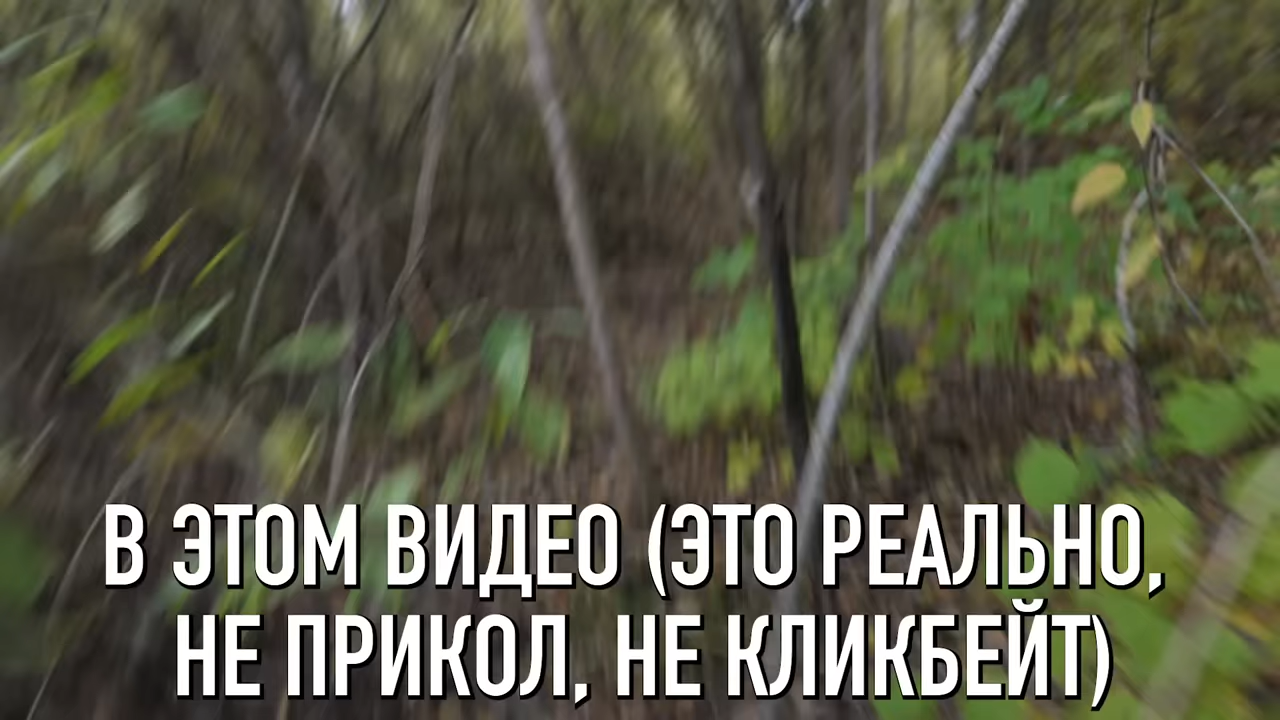 В ЭТОМ ВИДЕО (ЭТО РЕАЛЬНО,
НЕ ПРИКОЛ, НЕ КЛИКБЕЙТ)